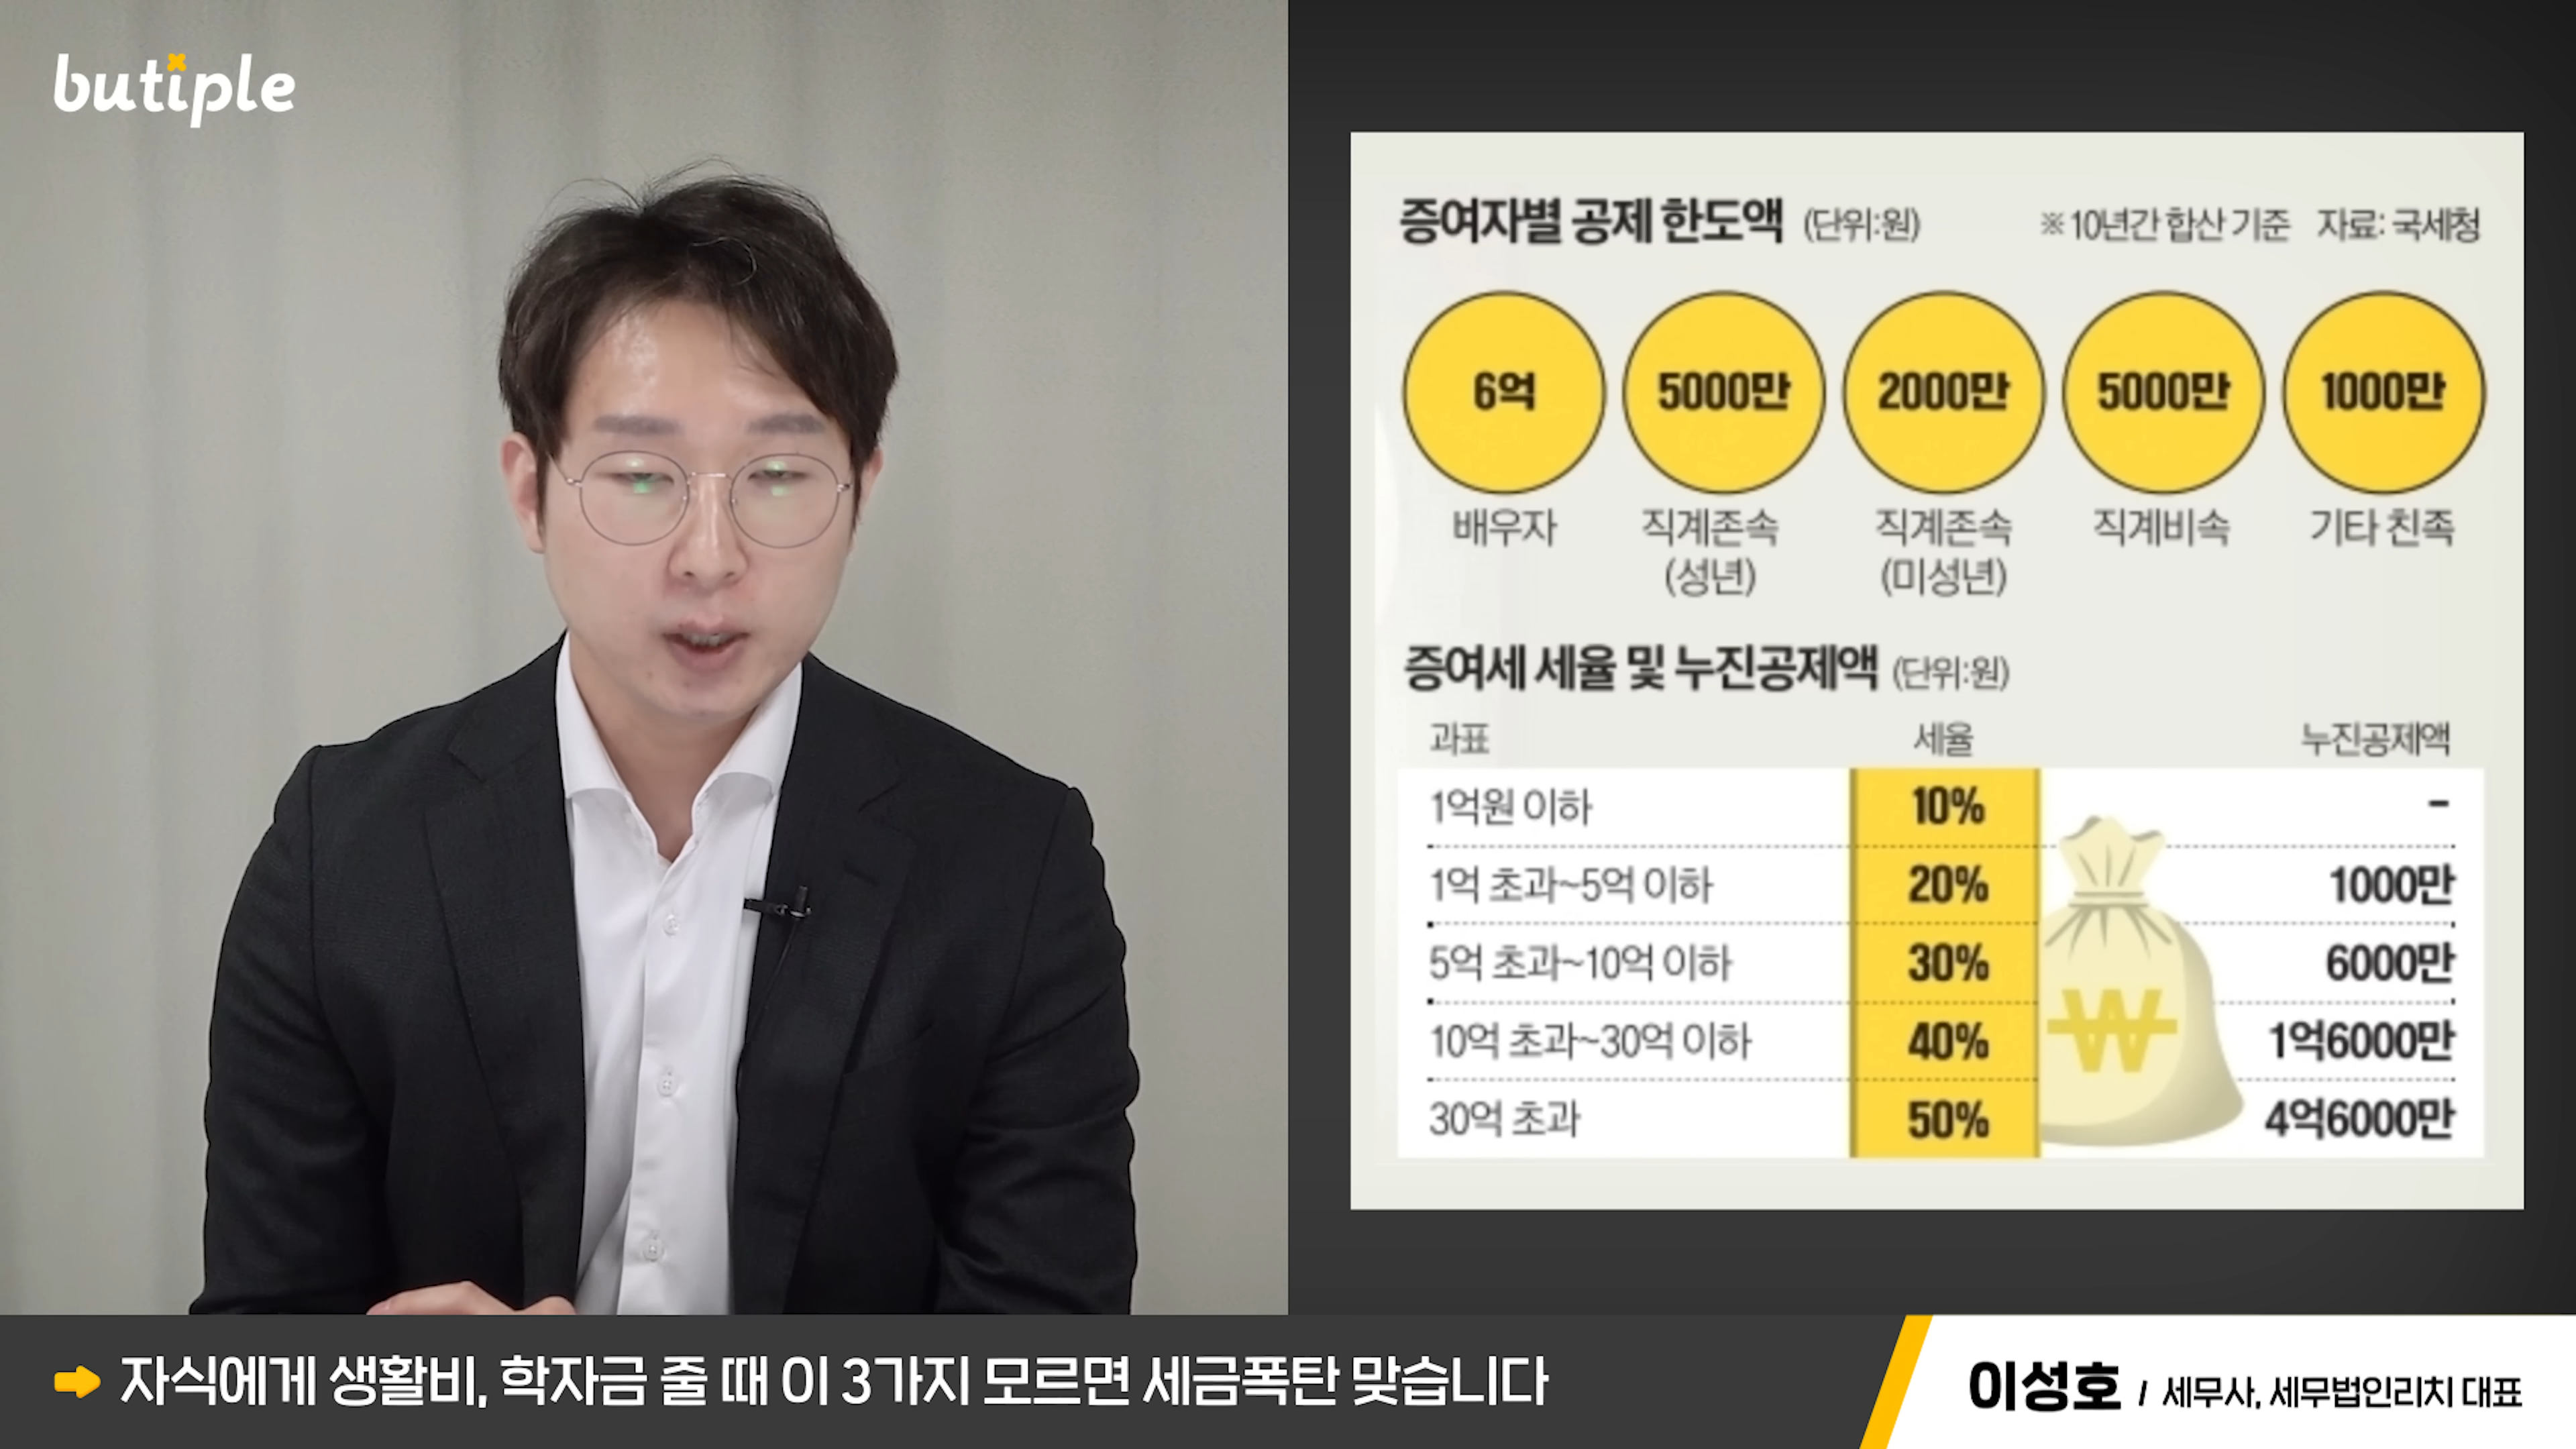 butiple
증여자별 공제 한도액 (단위:원) ※10년간 합산 기준 자료: 국세청
6억 5000만 2000만 5000만 1000만
배우자 직계존속 직계존속 직계비속 기타 친족
(성년) (미성년)
증여세 세율 및 누진공제액 (단위:원)
과표 세율 누진공제액
1억원 이하 10% -
1억 초과~5억 이하 20% 1000만
5억 초과~10억 이하 30% 6000만
10억 초과~30억 이하 40% 1억6000만
30억 초과 50% 4억6000만
₩
자식에게 생활비, 학자금 줄 때 이 3가지 모르면 세금폭탄 맞습니다
이성호 / 세무사, 세무법인리치 대표